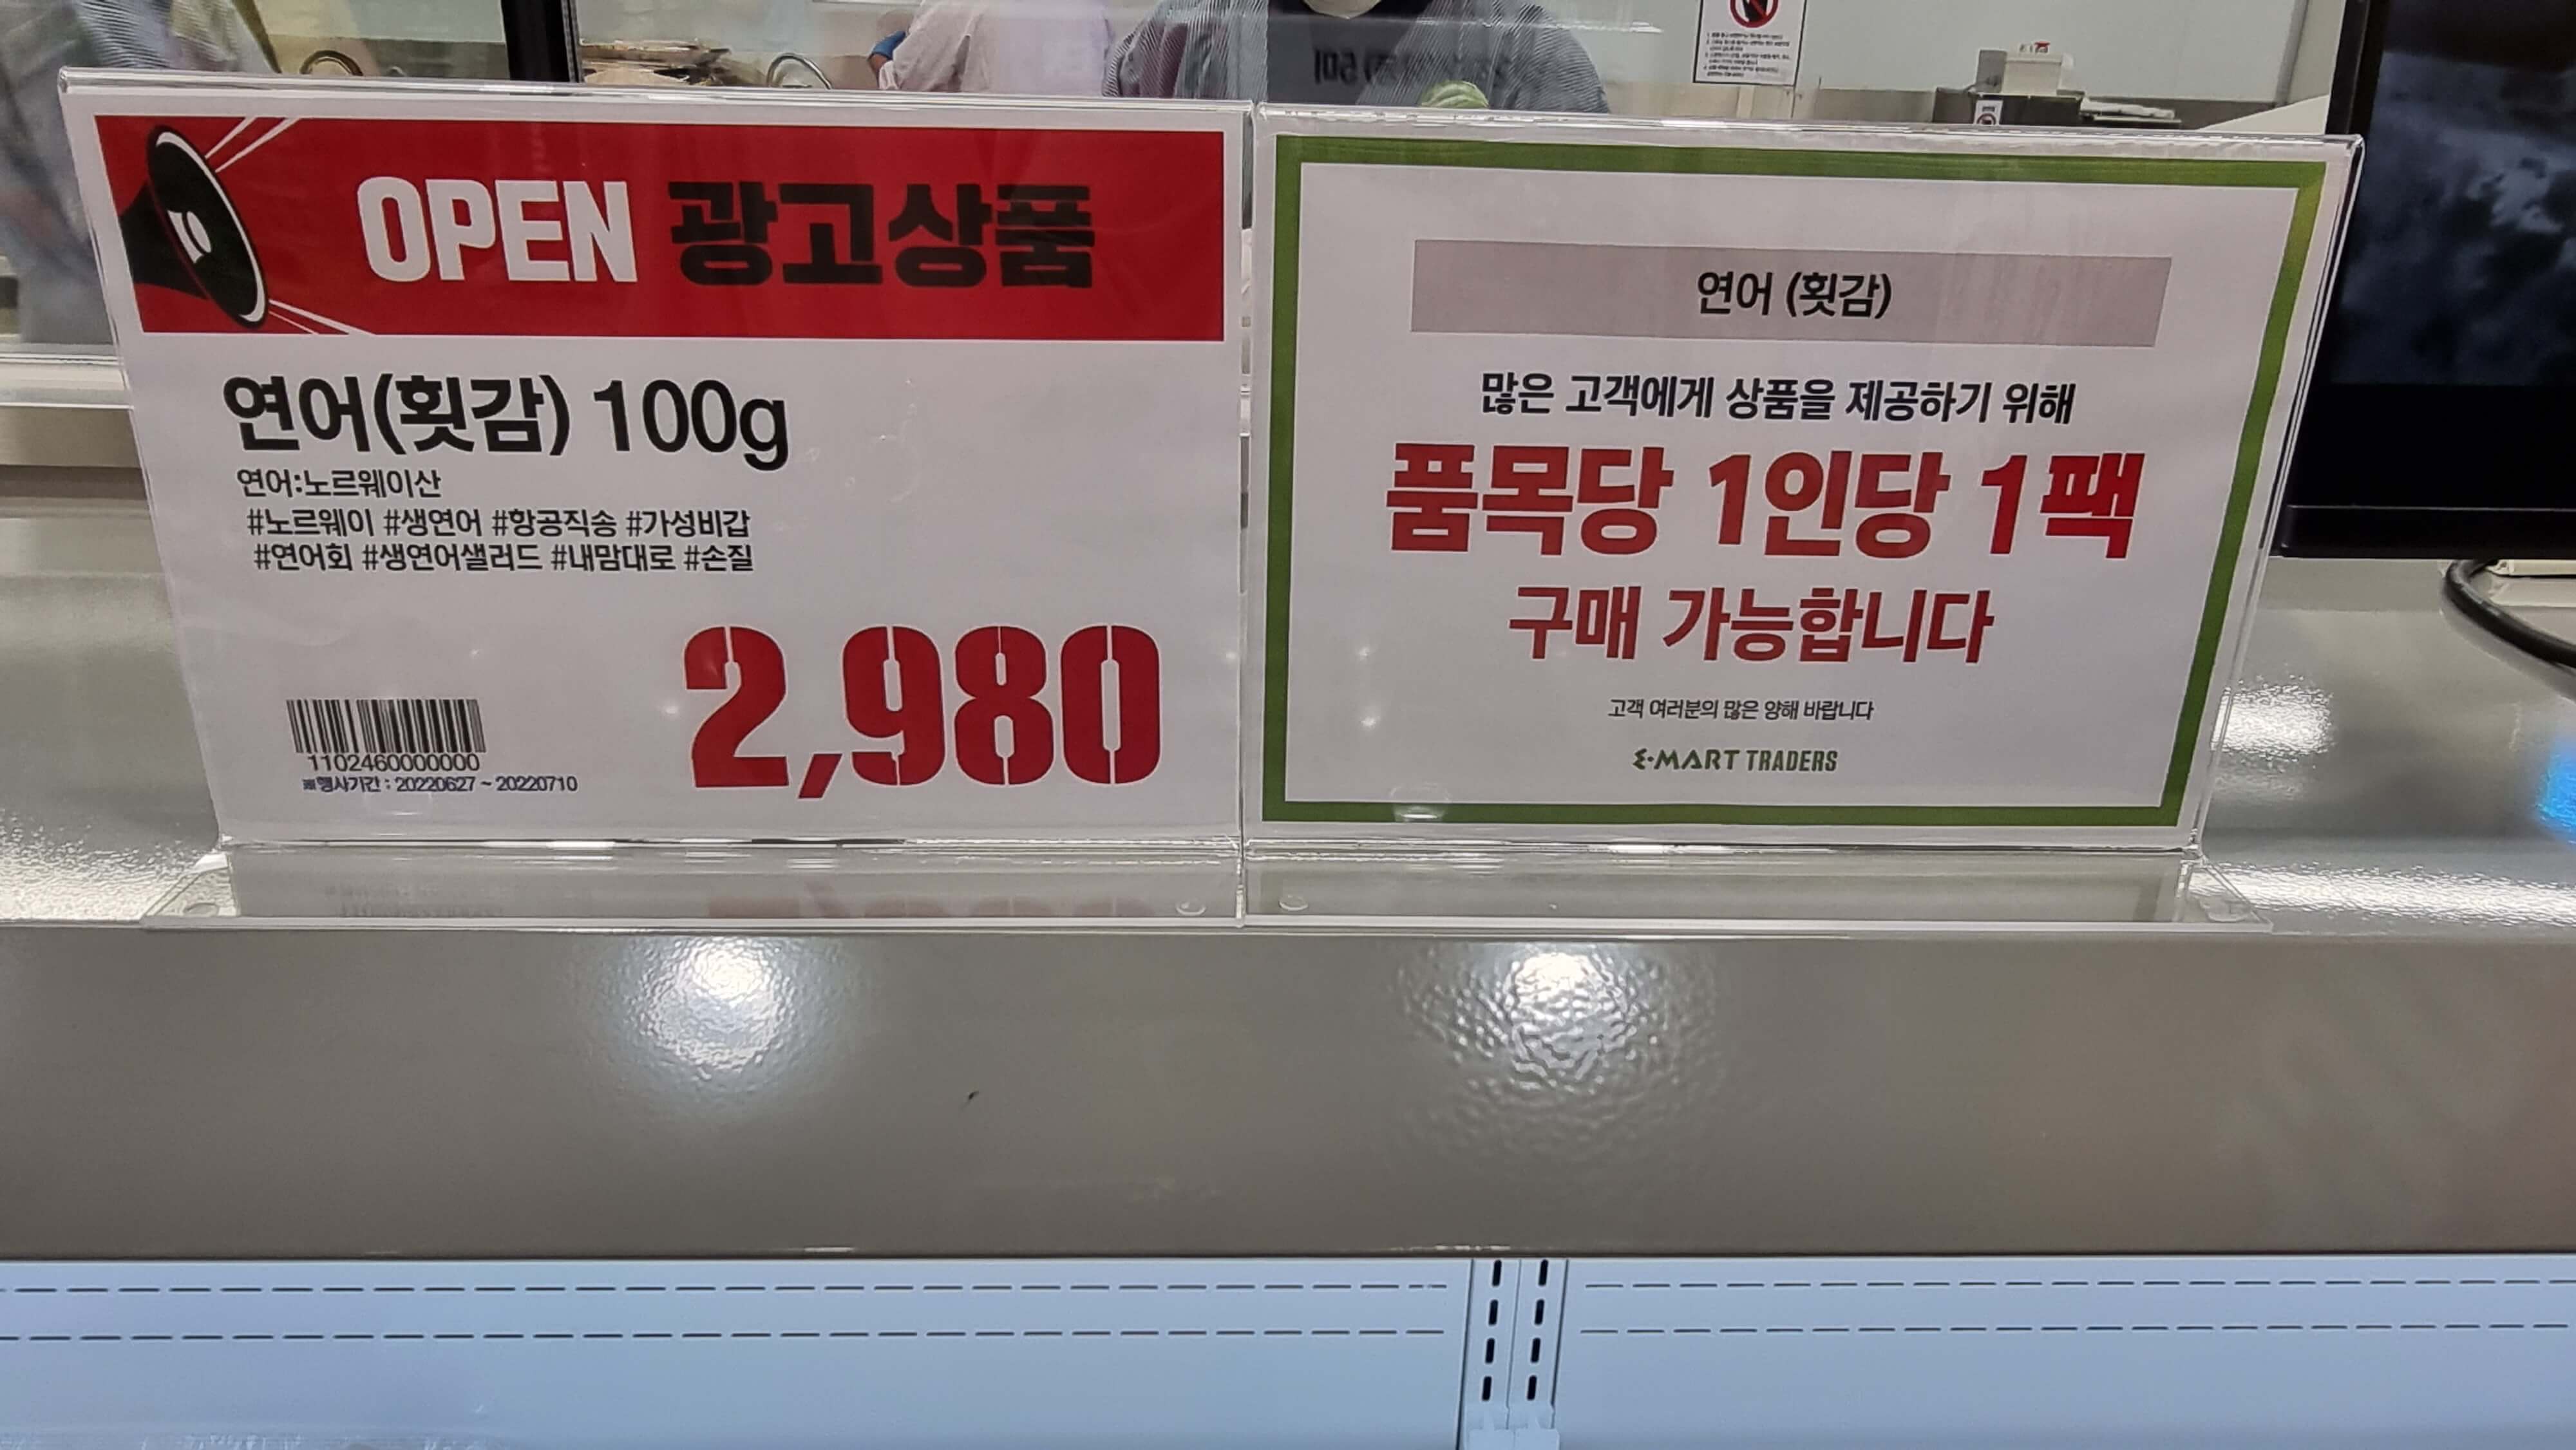 OPEN 광고상품
연어(횟감) 100g
연어:노르웨이산
#노르웨이 #생연어 #항공직송 #가성비갑
#연어회 #생연어샐러드 #내맘대로 #손질
2,980
1102460000000
※행사기간 : 20220627 ~ 20220710
연어 (횟감)
많은 고객에게 상품을 제공하기 위해
품목당 1인당 1팩
구매 가능합니다
고객 여러분의 많은 양해 바랍니다
E·MART TRADERS